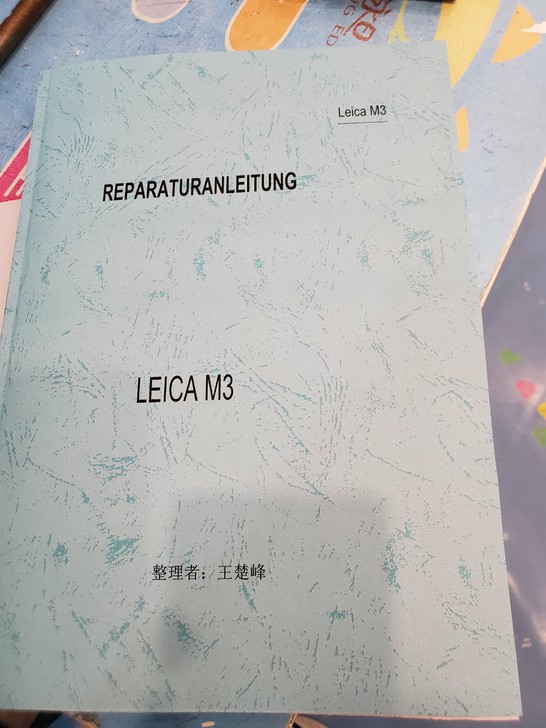 Leica M3
REPARATURANLEITUNG
LEICA M3
整理者：王楚峰